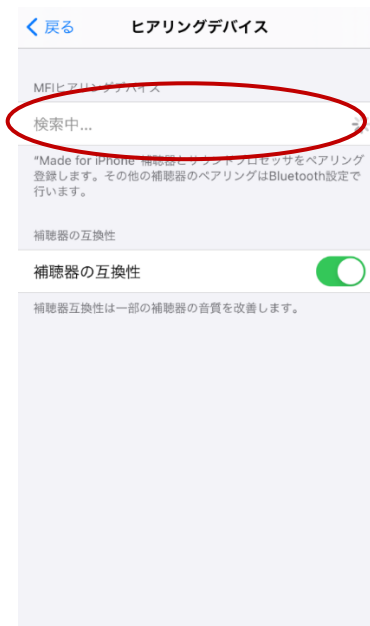 戻る ヒアリングデバイス
MFiヒアリングデバイス
検索中...
"Made for iPhone"補聴器とサウンドプロセッサをペアリング
登録します。その他の補聴器のペアリングはBluetooth設定で
行います。
補聴器の互換性
補聴器の互換性
補聴器互換性は一部の補聴器の音質を改善します。